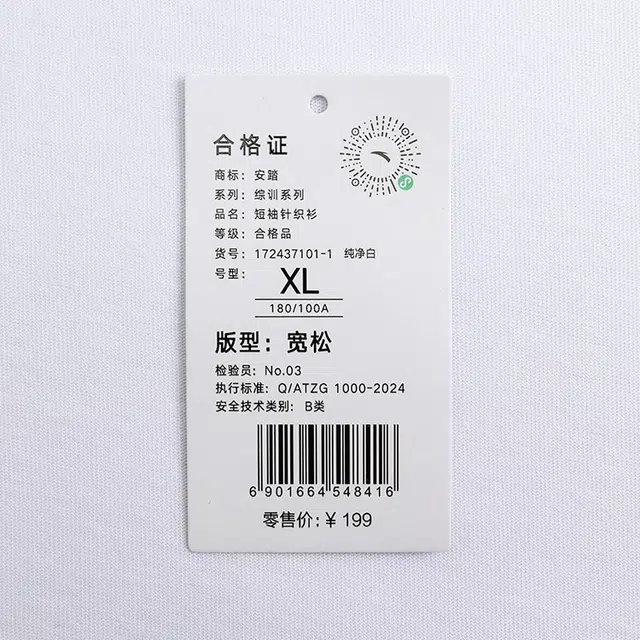 合格证
商标: 安踏
系列: 综训系列
品名: 短袖针织衫
等级: 合格品
货号: 172437101-1 纯净白
号型: XL
180/100A
版型: 宽松
检验员: No.03
执行标准: Q/ATZG 1000-2024
安全技术类别: B类
6 901664 548416
零售价: ¥ 199